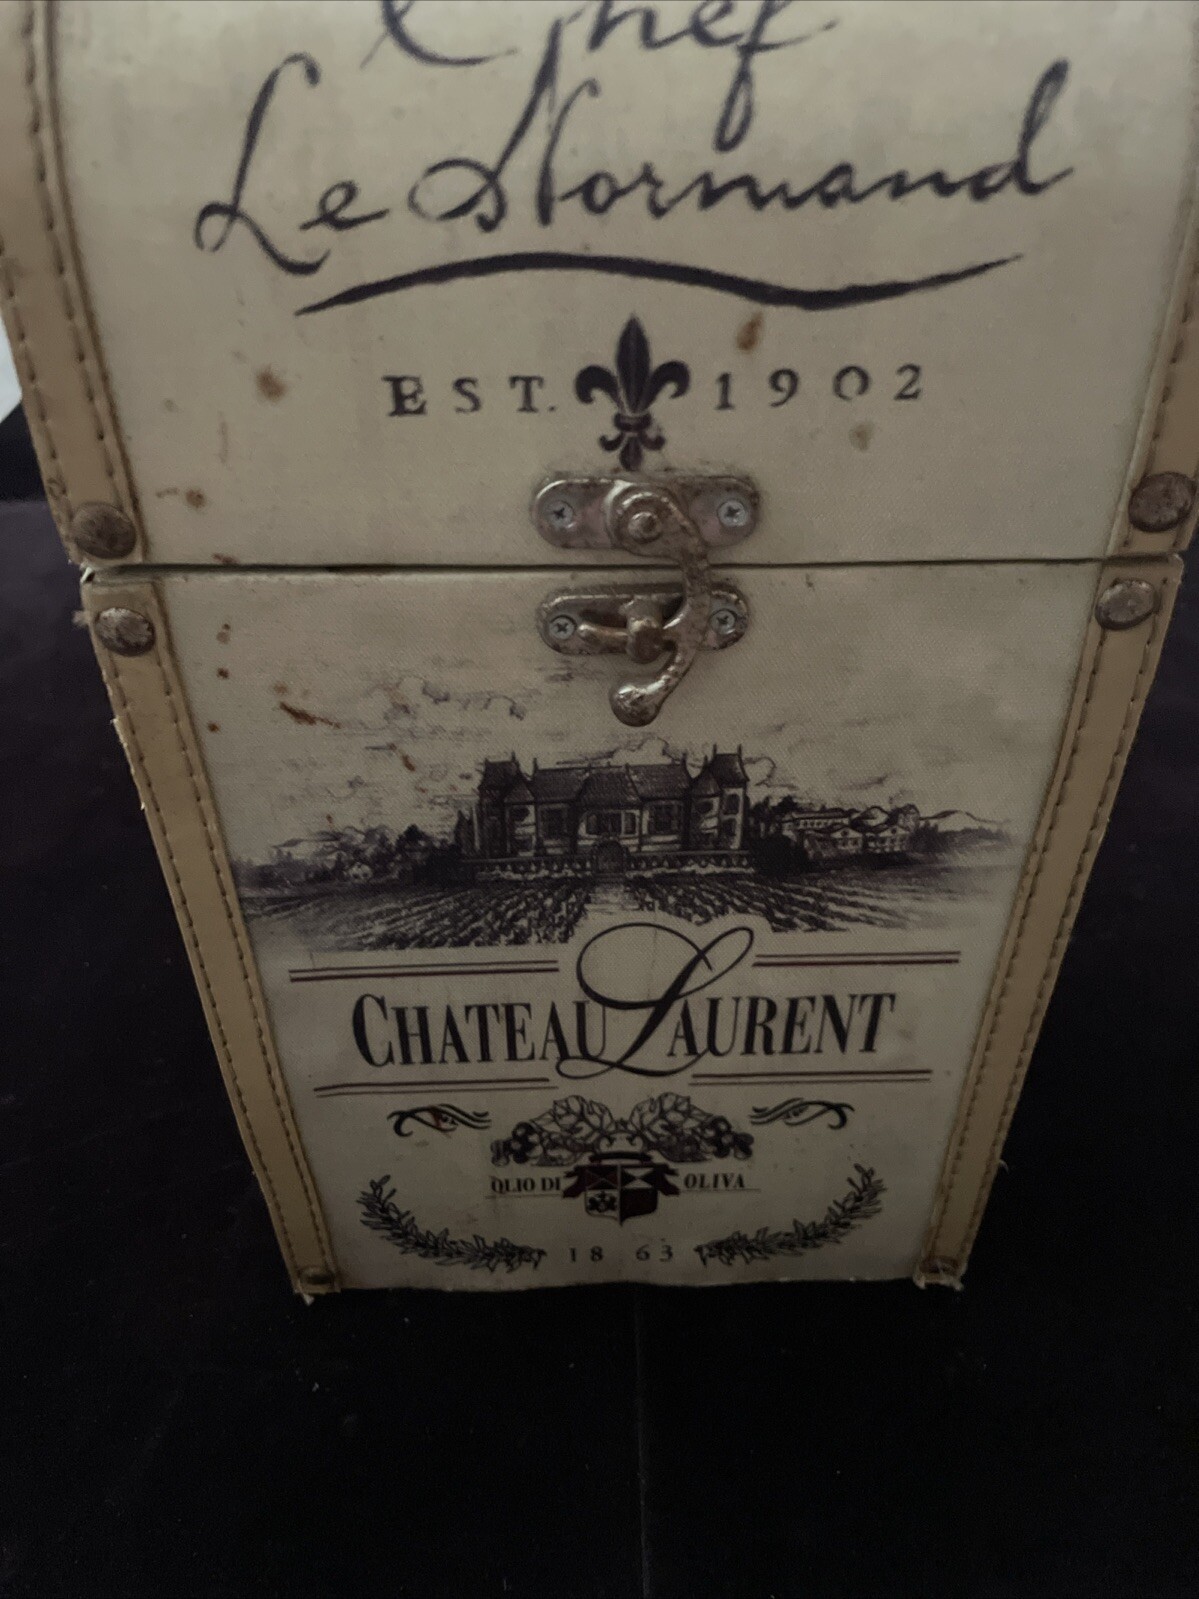 Chef
Le Normand
EST. 1902
CHATEAU LAURENT
OLIO DI OLIVA
18 63